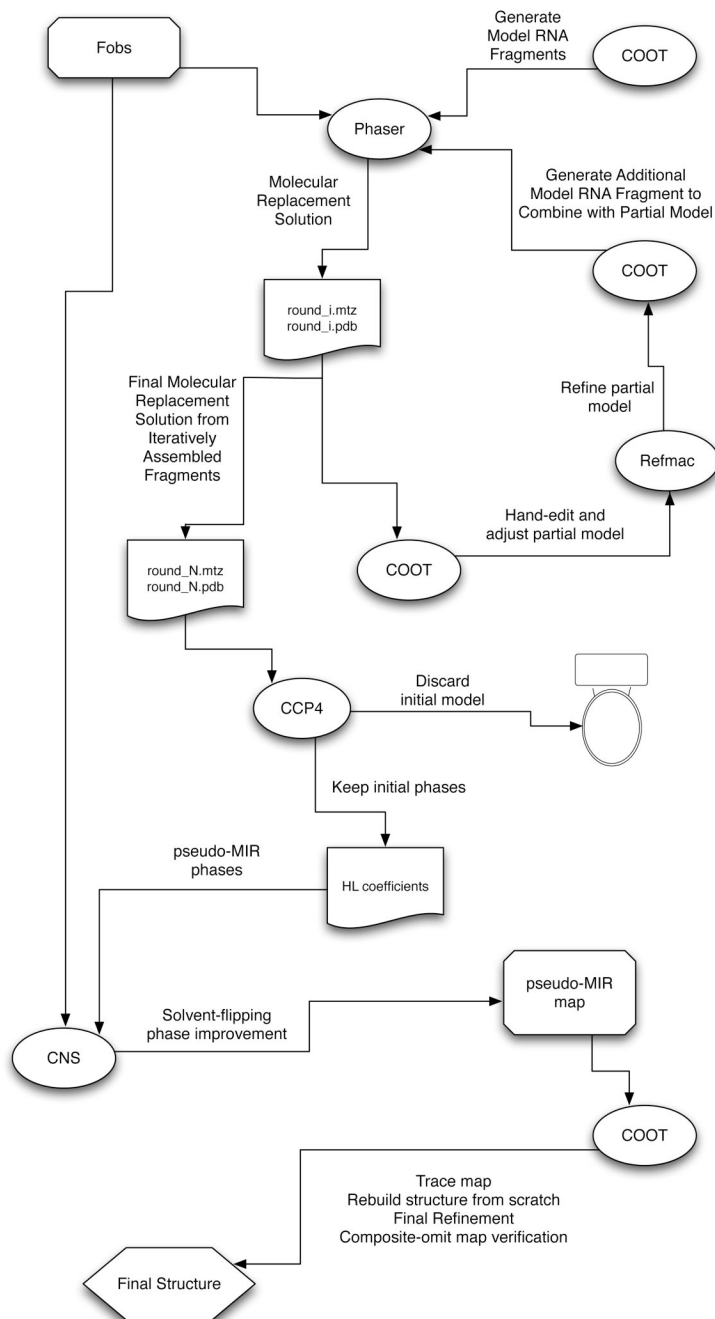 Fobs
Generate
Model RNA
Fragments
COOT
Phaser
Molecular
Replacement
Solution
Generate Additional
Model RNA Fragment to
Combine with Partial Model
COOT
round_i.mtz
round_i.pdb
Final Molecular
Replacement
Solution from
Iteratively
Assembled
Fragments
Refine partial
model
Refmac
Hand-edit and
adjust partial model
COOT
round_N.mtz
round_N.pdb
CCP4
Discard
initial model
Keep initial phases
pseudo-MIR
phases
HL coefficients
pseudo-MIR
map
Solvent-flipping
phase improvement
CNS
COOT
Trace map
Rebuild structure from scratch
Final Refinement
Composite-omit map verification
Final Structure